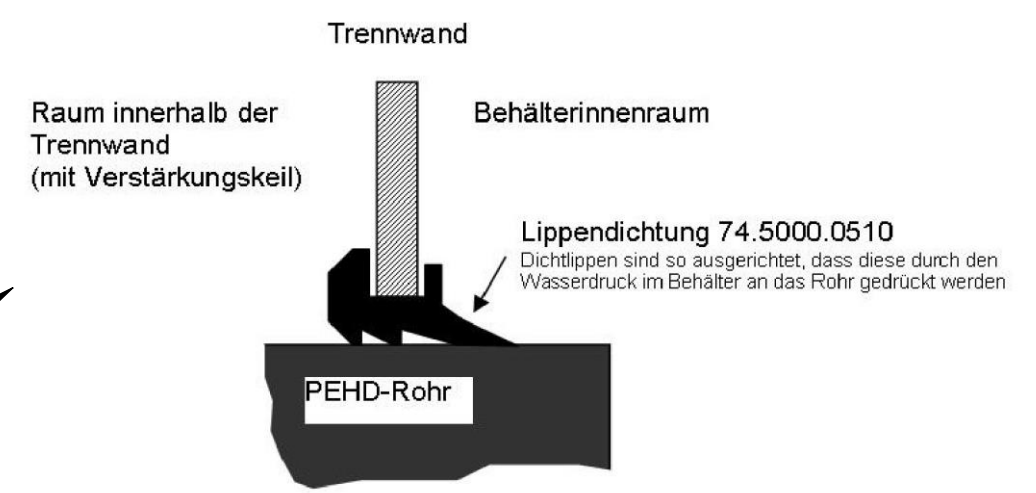 Trennwand
Raum innerhalb der
Trennwand
(mit Verstärkungskeil)
Behälterinnenraum
Lippendichtung 74.5000.0510
Dichtlippen sind so ausgerichtet, dass diese durch den
Wasserdruck im Behälter an das Rohr gedrückt werden
PEHD-Rohr